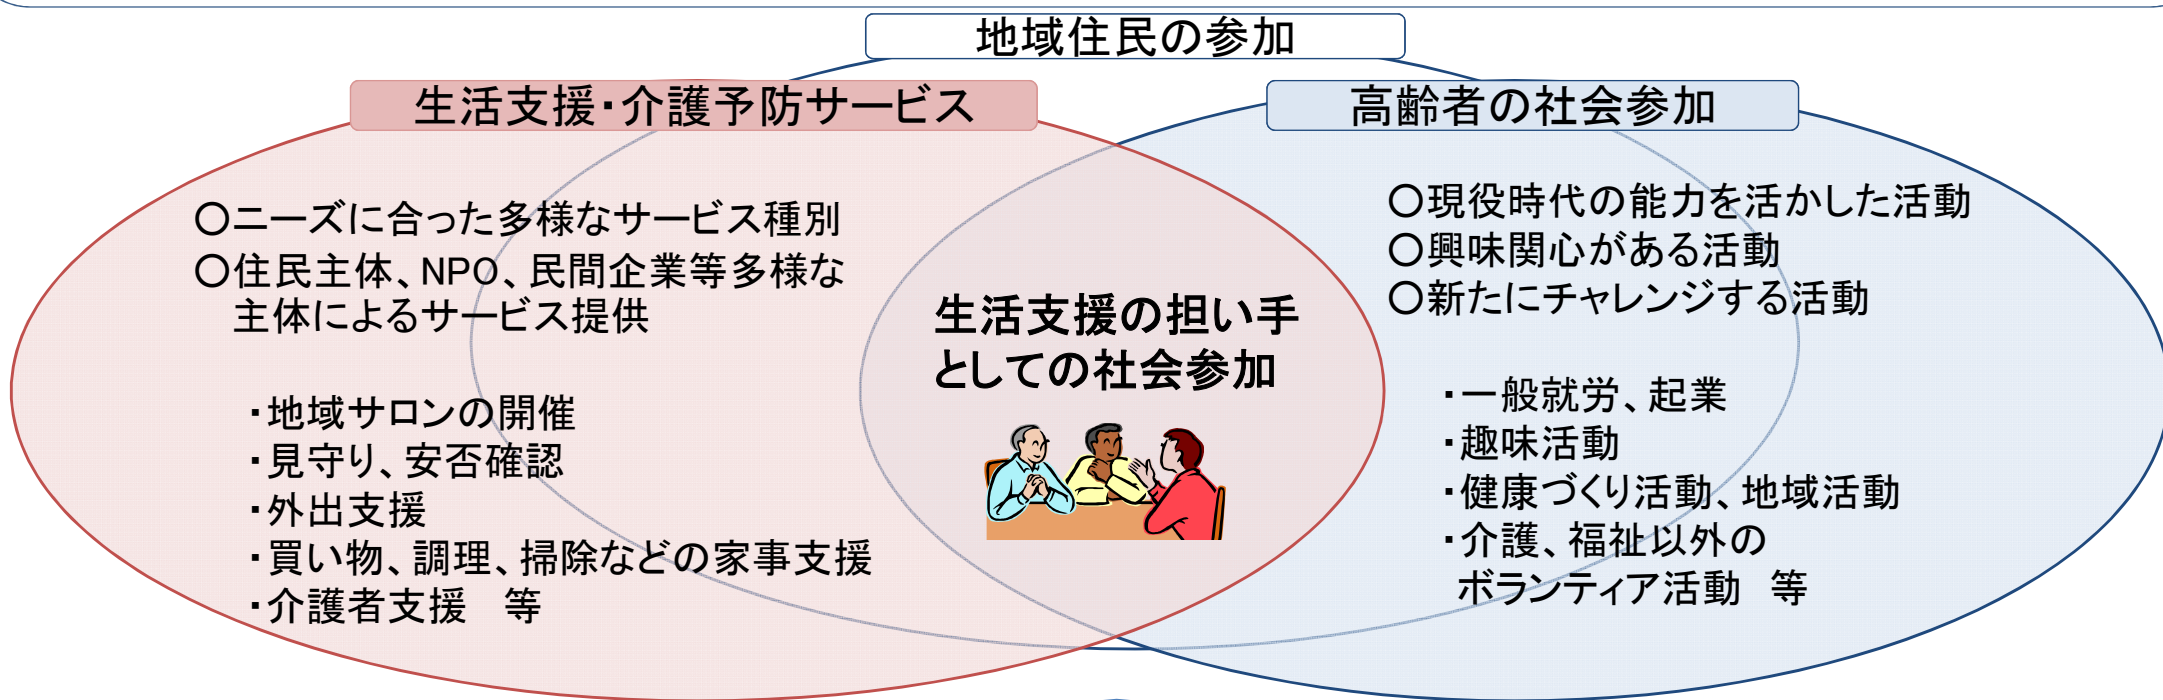 地域住民の参加
生活支援・介護予防サービス
○ニーズに合った多様なサービス種別
○住民主体、NPO、民間企業等多様な
主体によるサービス提供
・地域サロンの開催
・見守り、安否確認
・外出支援
・買い物、調理、掃除などの家事支援
・介護者支援　等
生活支援の担い手
としての社会参加
高齢者の社会参加
○現役時代の能力を活かした活動
○興味関心がある活動
○新たにチャレンジする活動
・一般就労、起業
・趣味活動
・健康づくり活動、地域活動
・介護、福祉以外の
ボランティア活動　等